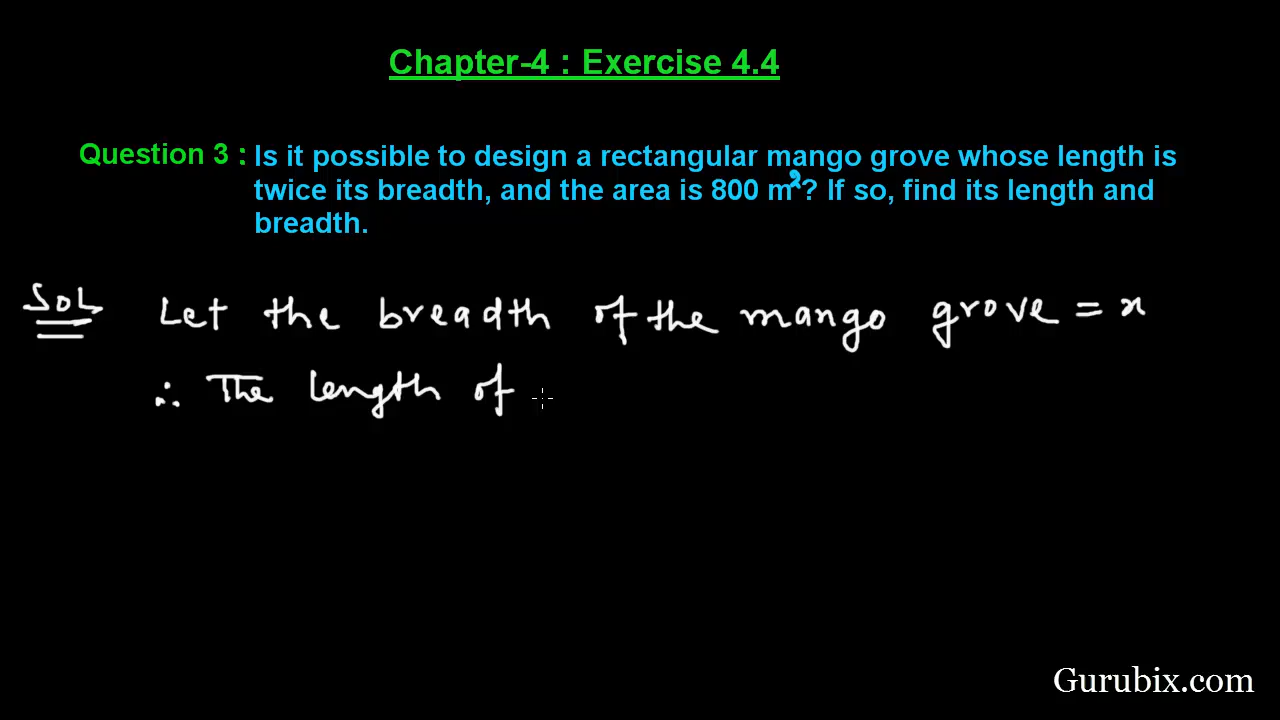 Chapter-4 : Exercise 4.4
Question 3 : Is it possible to design a rectangular mango grove whose length is
twice its breadth, and the area is 800 m²? If so, find its length and
breadth.
SOL Let the breadth of the mango grove = x
∴ The length of
Gurubix.com